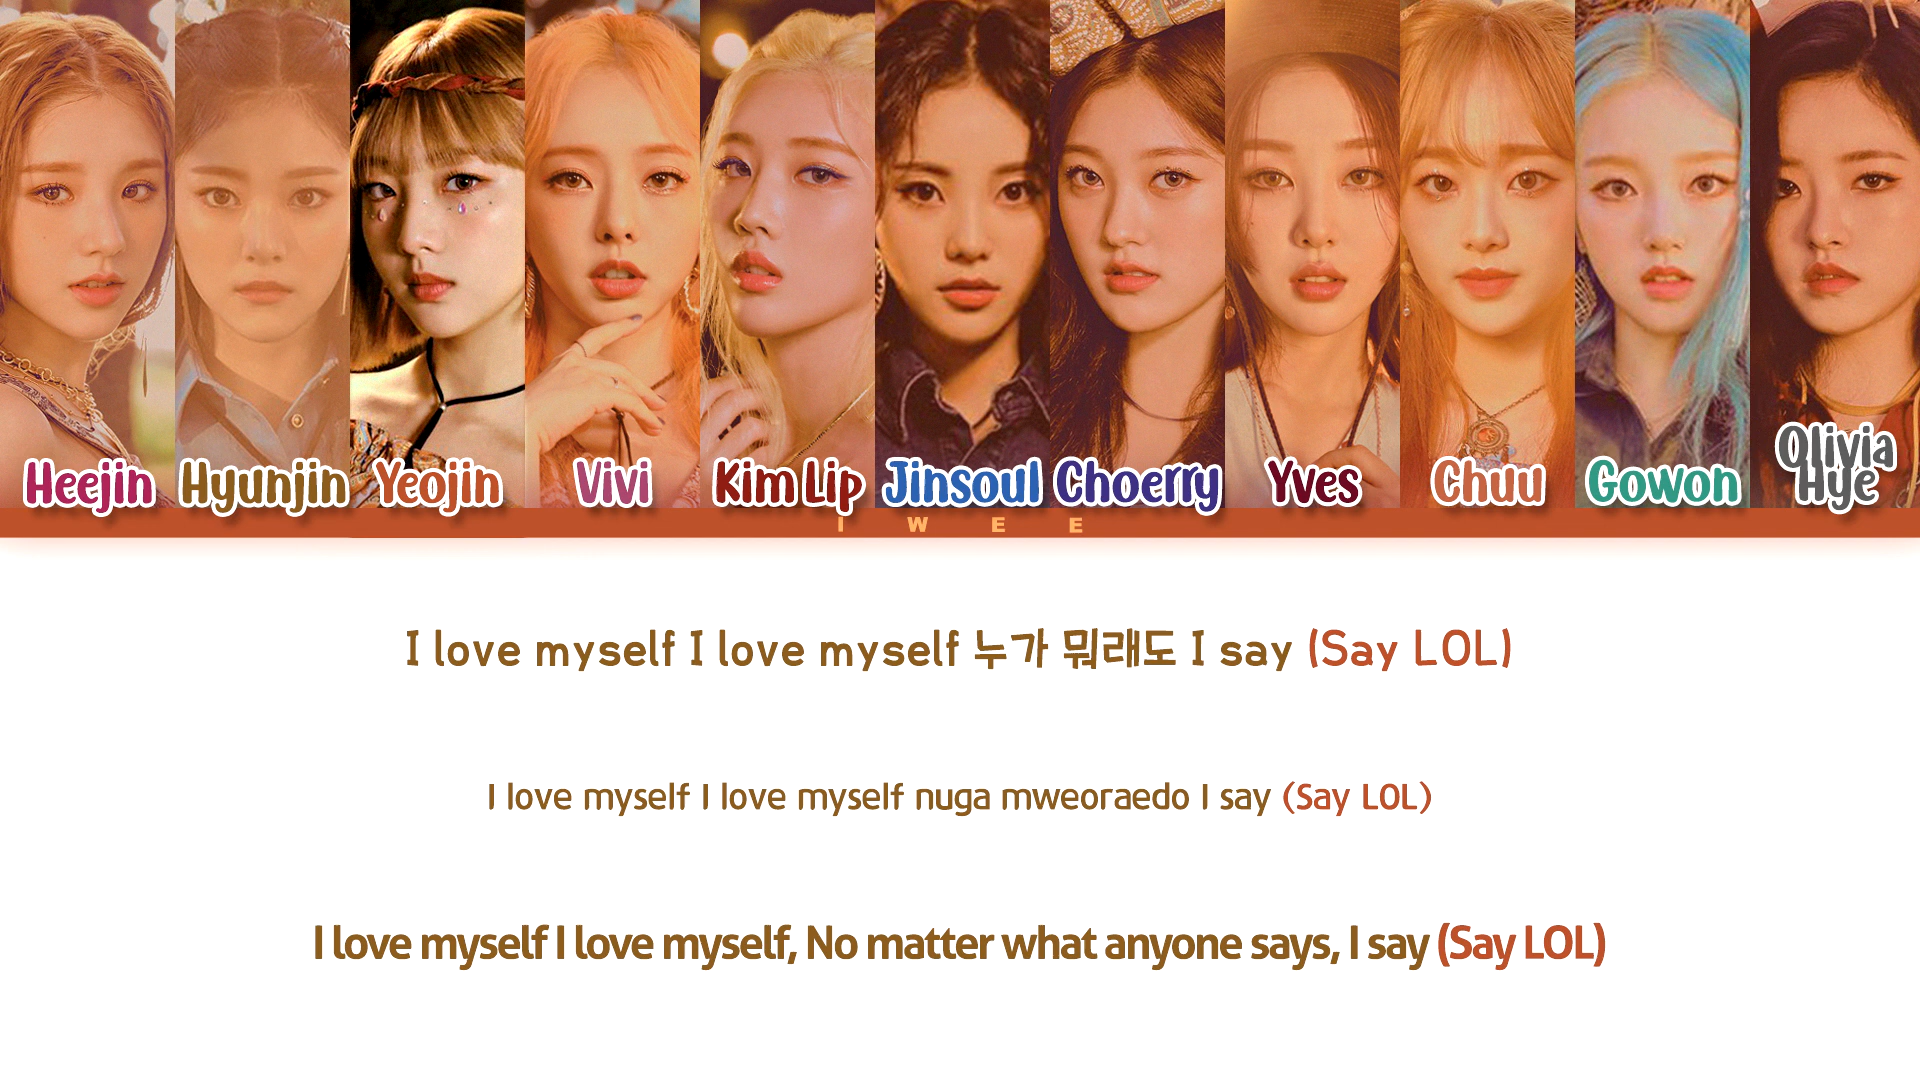 Heejin Hyunjin Yeojin Vivi Kim Lip Jinsoul Choerry Yves Chuu Gowon Olivia Hye
I W E E
I love myself I love myself 누가 뭐래도 I say (Say LOL)
I love myself I love myself nuga mweoraedo I say (Say LOL)
I love myself I love myself, No matter what anyone says, I say (Say LOL)